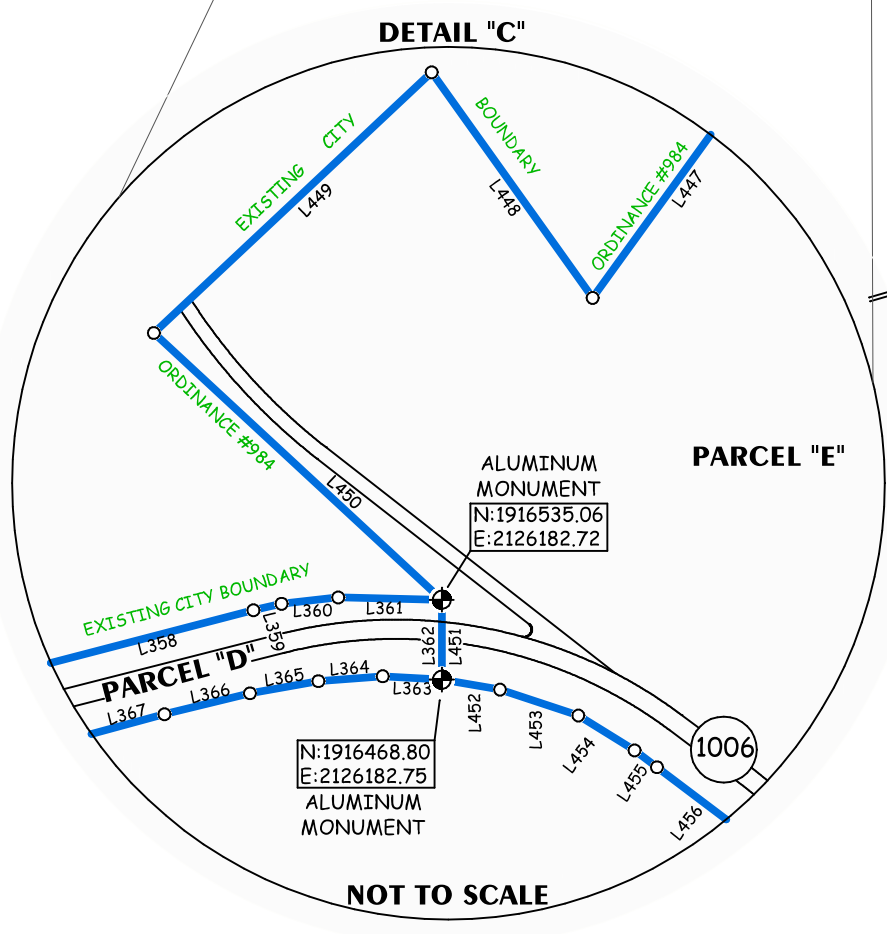 DETAIL "C"
EXISTING CITY
BOUNDARY
ORDINANCE #984
L449
L448
L447
ORDINANCE #984
L450
PARCEL "E"
ALUMINUM
MONUMENT
N:1916535.06
E:2126182.72
EXISTING CITY BOUNDARY
L358
L359
L360
L361
L362
L451
PARCEL "D"
L367
L366
L365
L364
L363
L452
L453
L454
L455
L456
1006
N:1916468.80
E:2126182.75
ALUMINUM
MONUMENT
NOT TO SCALE